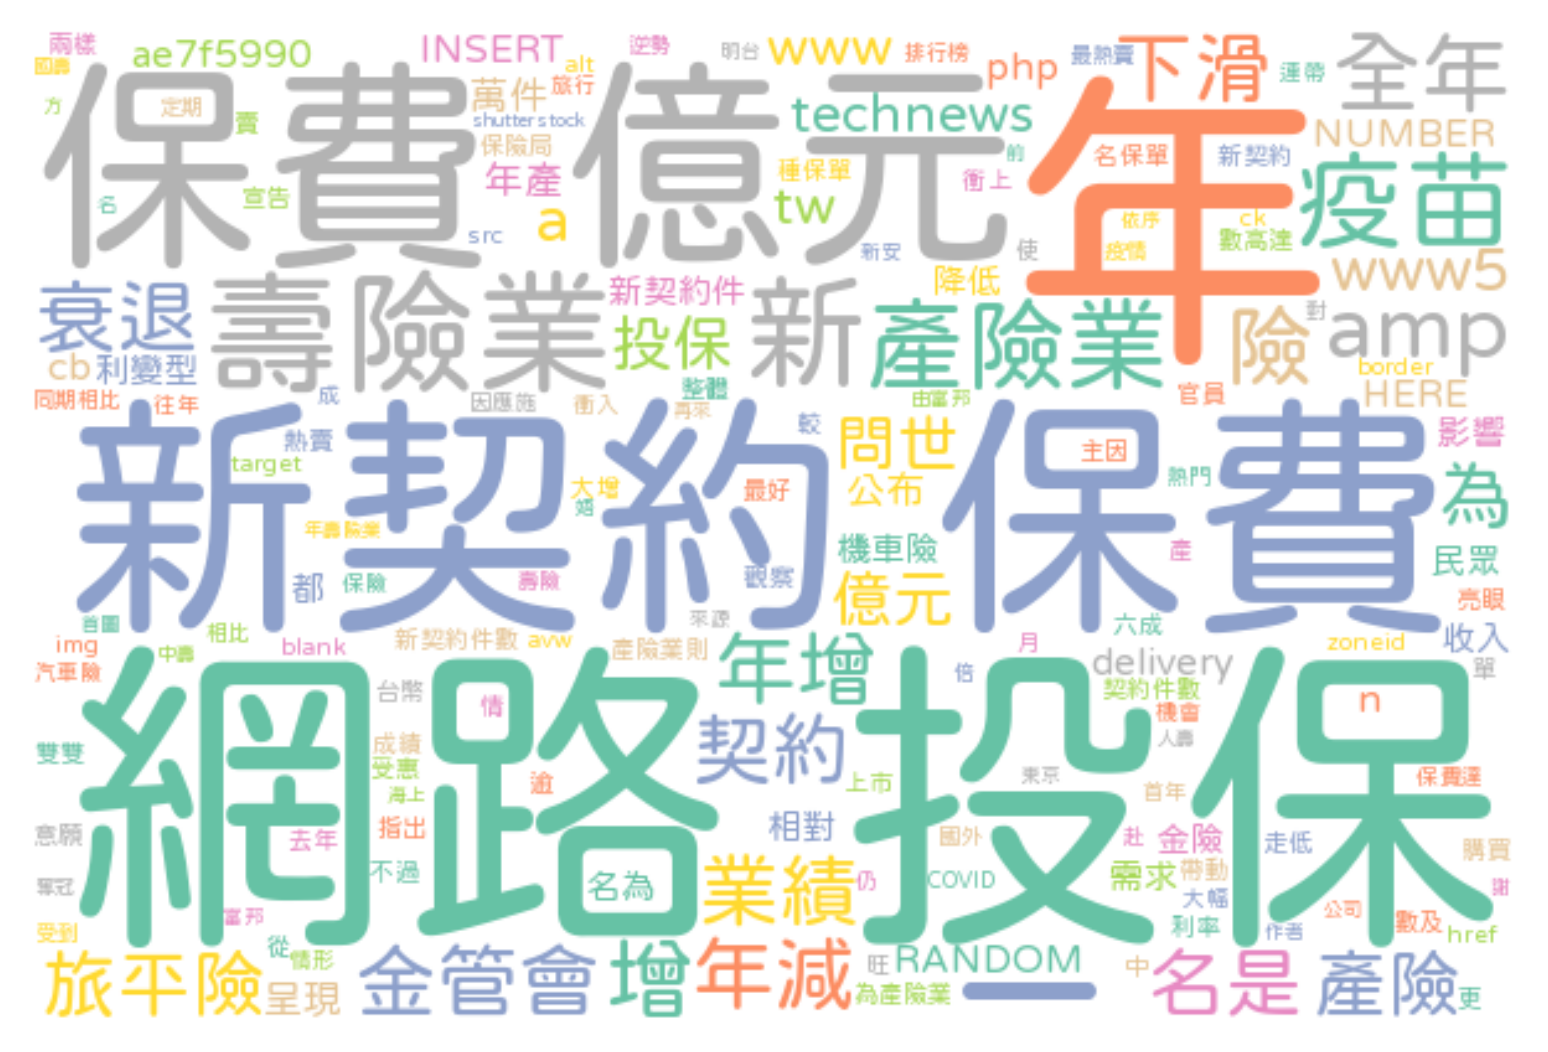 兩樣 ae7f5990 INSERT alt 逆勢 明台 www 排行榜 php 最熱賣 下滑 運帶 全年
國壽 保費 定期 賣 萬件 旅行 億元 technews 年 NUMBER
方 shutterstock 保險局 前 名保單 新契約 疫苗
名 宣告 年產 a 種保單 tw 衝上 依序 ck 數高達
src 新安 使 疫情 www5
衰退 壽險業 新契約件 新 降低 產險業 對 險 amp
cb 利變型 投保 border
同期相比 往年 成 因應施 衝入 整體 再來 由富邦 官員 HERE
新契約保費 熱賣 target 較 問世 主因 熱門 影響
大增 婚 最好 公布 為
年壽險業 機車險 產 民眾
都 保險 壽險 觀察 億元 亮眼
首圖 相比 來源 六成
img 中壽 blank 新契約件數 avw 產險業則 年增 月 zoneid 收入
汽車險 網路投保 台幣 情 倍 delivery 契約件數 n 單
雙雙 成績 契約 機會 人壽
受惠 海上 逾 上市 東京 首年 保費達
意願 去年 指出 相對 國外 赴 金險 走低 購買
奪冠 不過 名為 業績 仍 COVID 需求 帶動 大幅 謝
受到 富邦 利率 作者 公司 數及 href
旅平險 從 情形 呈現 金管會 增 年減 旺 RANDOM 為產險業 一 中 名是 產險 更